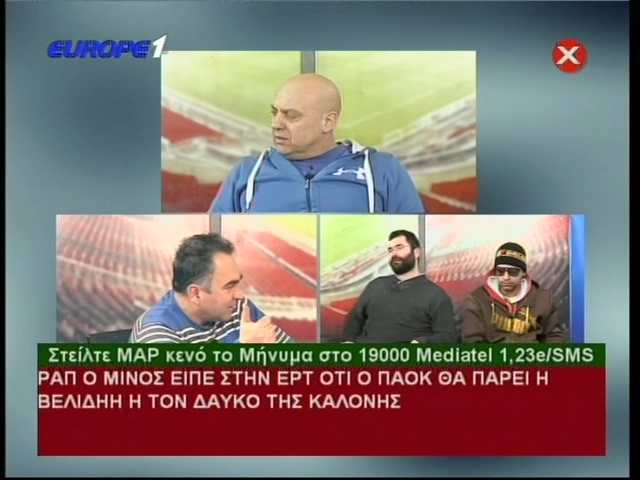 EUROPE1
Στείλτε ΜΑΡ κενό το Μήνυμα στο 19000 Mediatel 1,23e/SMS
ΡΑΠ Ο ΜΙΝΟΣ ΕΙΠΕ ΣΤΗΝ ΕΡΤ ΟΤΙ Ο ΠΑΟΚ ΘΑ ΠΑΡΕΙ Η
ΒΕΛΙΔΗΗ Η ΤΟΝ ΔΑΥΚΟ ΤΗΣ ΚΑΛΟΝΗΣ